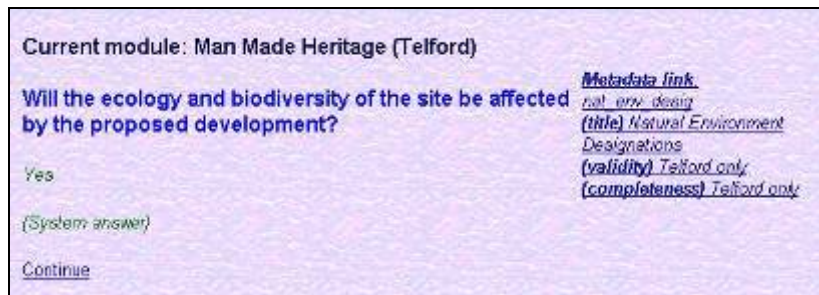 Current module: Man Made Heritage (Telford)
Will the ecology and biodiversity of the site be affected
by the proposed development?
Yes
(System answer)
Continue
Metadata link
nat_env_desig
(title) Natural Environment
Designations
(validity) Telford only
(completeness) Telford only